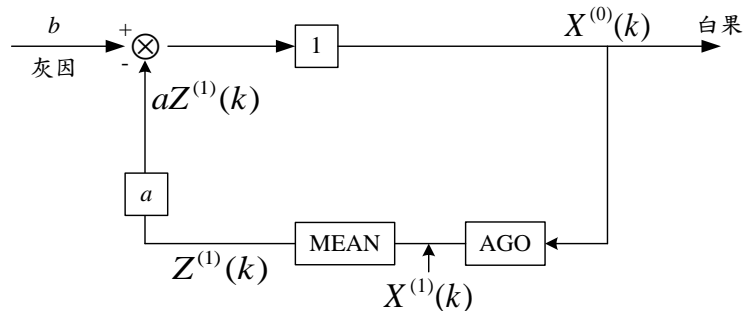 b
灰因
+
-
1
X^{(0)}(k)
白果
aZ^{(1)}(k)
a
Z^{(1)}(k)
MEAN
X^{(1)}(k)
AGO